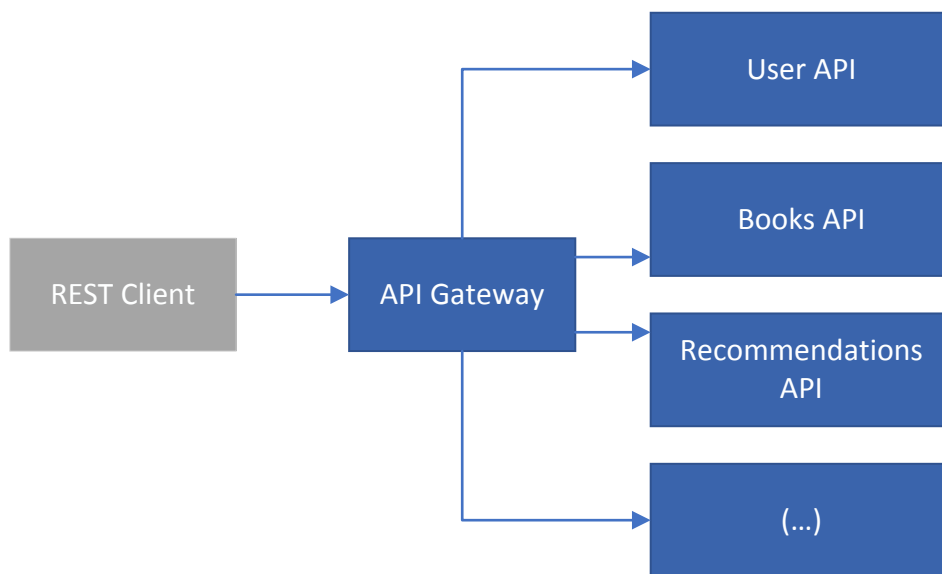 User API
Books API
REST Client
API Gateway
Recommendations
API
(...)